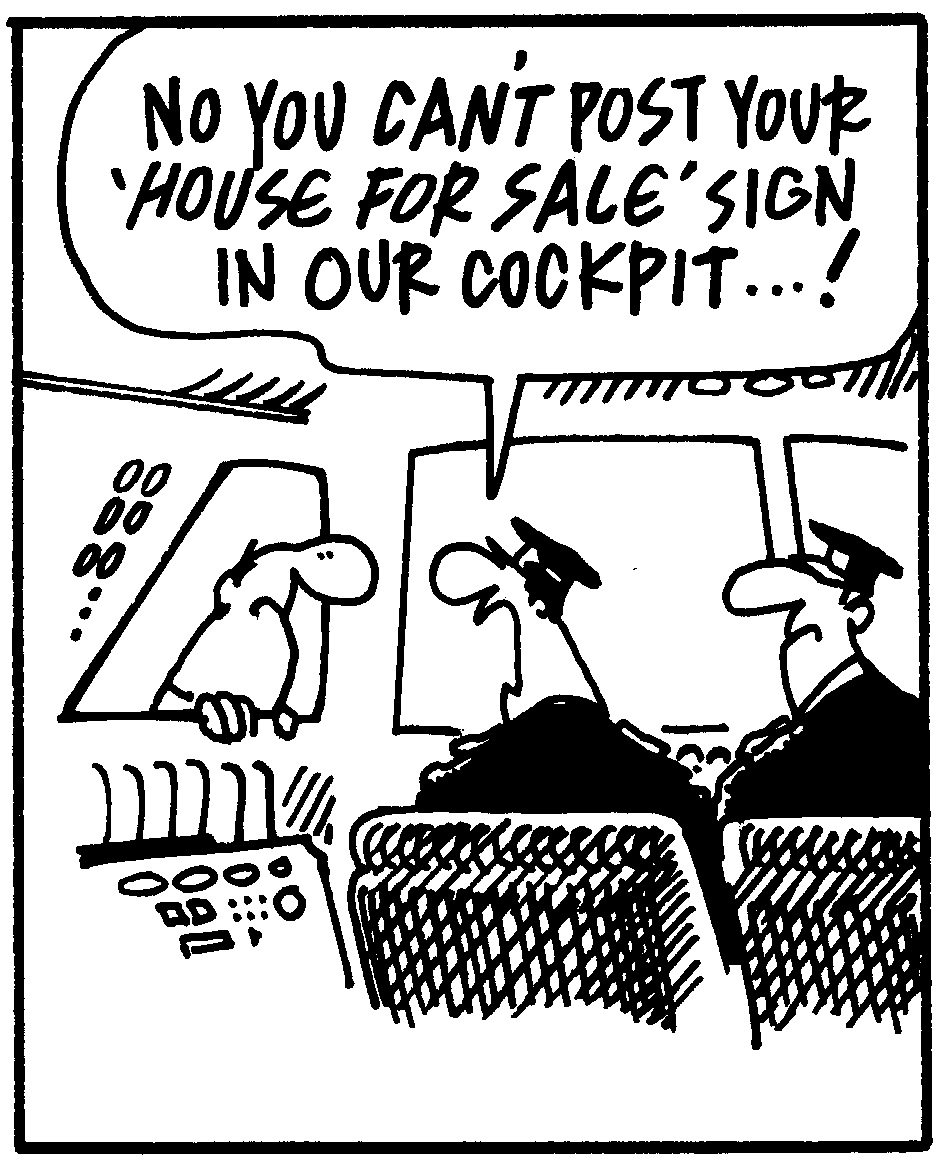 NO YOU CAN'T POST YOUR
'HOUSE FOR SALE' SIGN
IN OUR COCKPIT...!